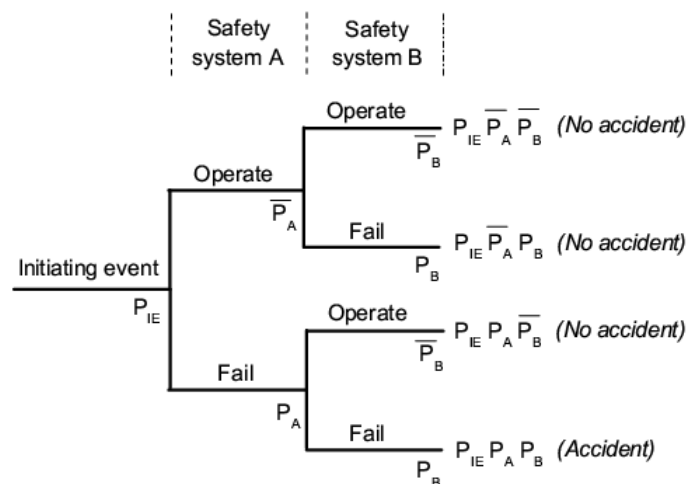 Safety system A
Safety system B
Operate
P̅_B
P_IE P̅_A P̅_B (No accident)
Operate
P̅_A
Fail
P_B
P_IE P̅_A P_B (No accident)
Initiating event
P_IE
Operate
P̅_B
P_IE P_A P̅_B (No accident)
Fail
P_A
Fail
P_B
P_IE P_A P_B (Accident)